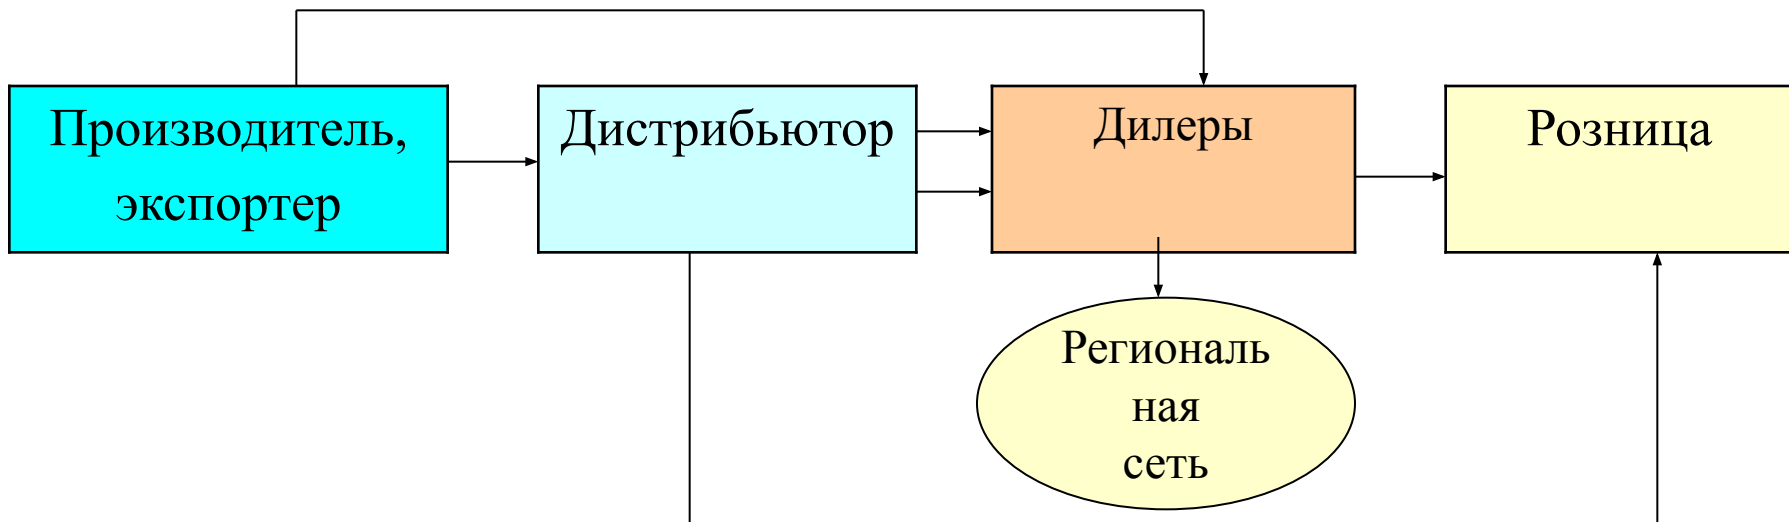 Производитель,
экспортер
Дистрибьютор
Дилеры
Розница
Региональ
ная
сеть